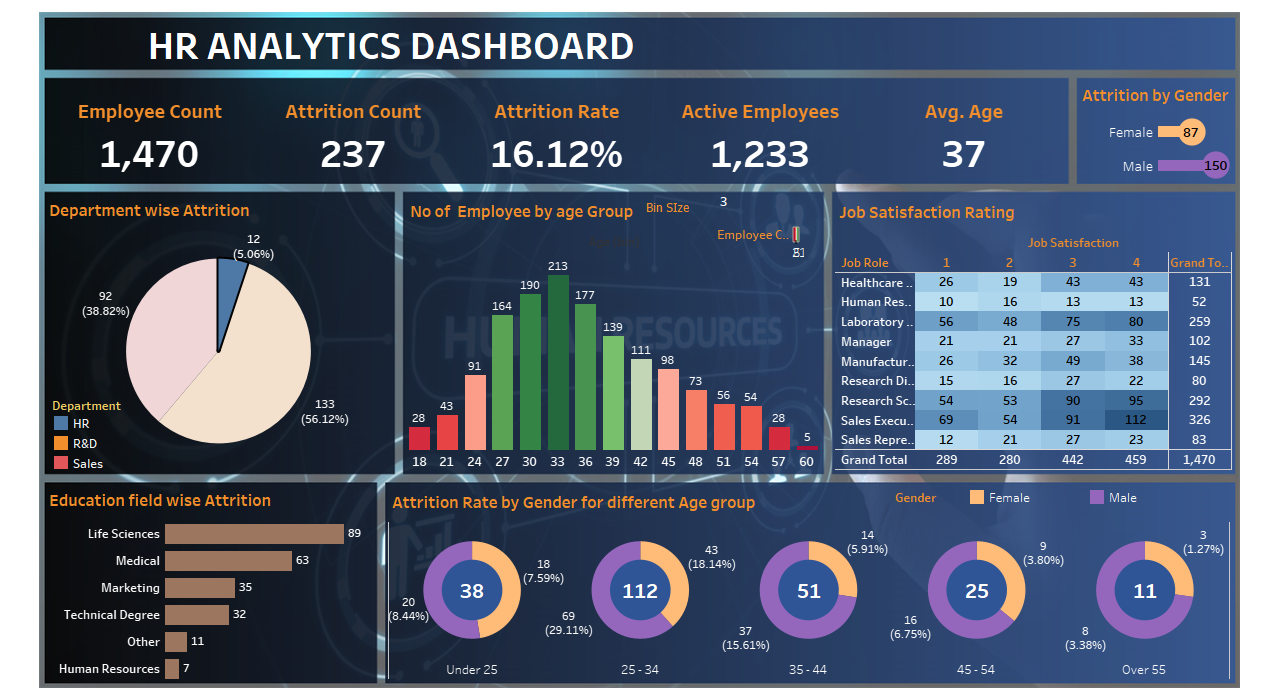 HR ANALYTICS DASHBOARD
Employee Count
1,470
Attrition Count
237
Attrition Rate
16.12%
Active Employees
1,233
Avg. Age
37
Attrition by Gender
Female 87
Male 150
Department wise Attrition
12
(5.06%)
92
(38.82%)
133
(56.12%)
Department
HR
R&D
Sales
No of Employee by age Group
Bin SIze 3
Employee C..
HUMAN RESOURCES
28 43 91 164 190 213 177 139 111 98 73 56 54 28 5
18 21 24 27 30 33 36 39 42 45 48 51 54 57 60
Job Satisfaction Rating
Job Satisfaction
Job Role 1 2 3 4 Grand To..
Healthcare .. 26 19 43 43 131
Human Res.. 10 16 13 13 52
Laboratory .. 56 48 75 80 259
Manager 21 21 27 33 102
Manufactur.. 26 32 49 38 145
Research Di.. 15 16 27 22 80
Research Sc.. 54 53 90 95 292
Sales Execu.. 69 54 91 112 326
Sales Repre.. 12 21 27 23 83
Grand Total 289 280 442 459 1,470
Education field wise Attrition
Life Sciences 89
Medical 63
Marketing 35
Technical Degree 32
Other 11
Human Resources 7
Attrition Rate by Gender for different Age group
Gender Female Male
38
18
(7.59%)
20
(8.44%)
Under 25
112
43
(18.14%)
69
(29.11%)
25 - 34
51
14
(5.91%)
37
(15.61%)
35 - 44
25
9
(3.80%)
16
(6.75%)
45 - 54
11
3
(1.27%)
8
(3.38%)
Over 55